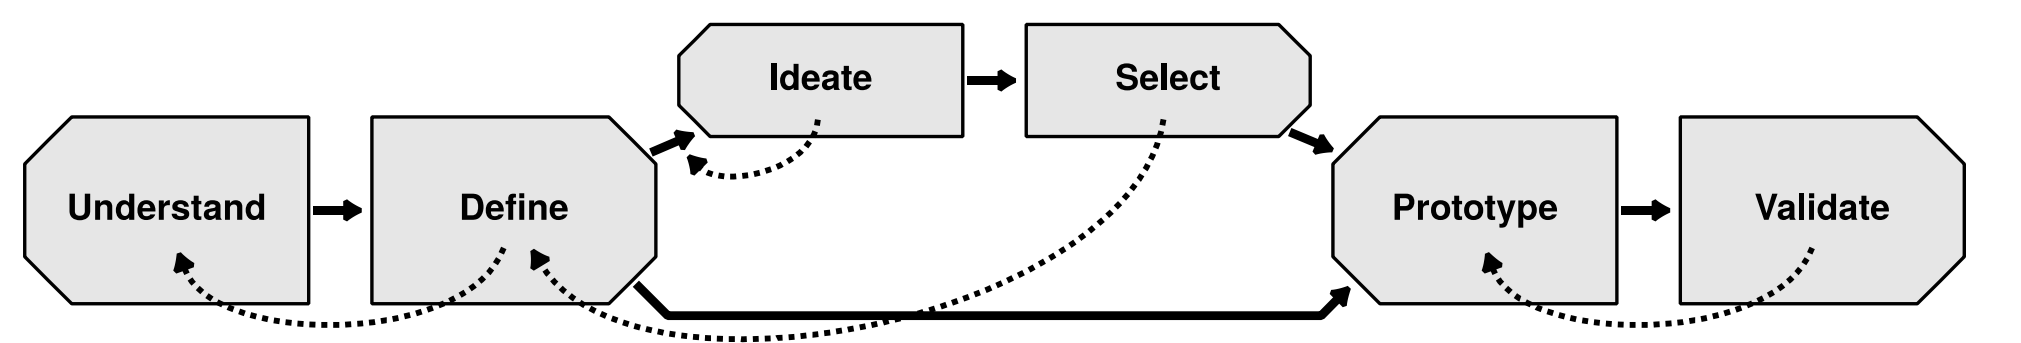 Understand
Define
Ideate
Select
Prototype
Validate